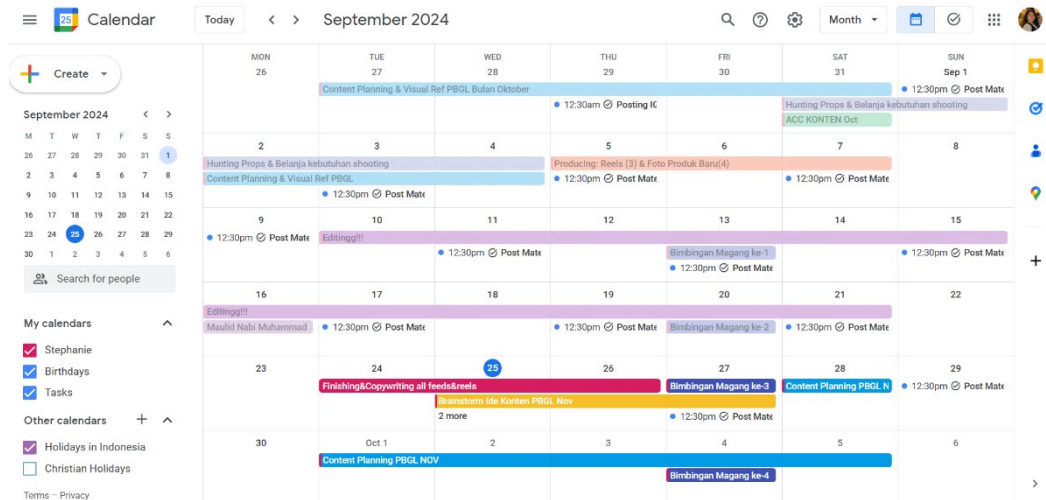 25 Calendar Today September 2024 Month
Create
September 2024
M T W T F S S
26 27 28 29 30 31 1
2 3 4 5 6 7 8
9 10 11 12 13 14 15
16 17 18 19 20 21 22
23 24 25 26 27 28 29
30 1 2 3 4 5 6
Search for people
My calendars
Stephanie
Birthdays
Tasks
Other calendars
Holidays in Indonesia
Christian Holidays
Terms – Privacy
MON TUE WED THU FRI SAT SUN
26 27 28 29 30 31 Sep 1
Content Planning & Visual Ref PBGL Bulan Oktober
12:30pm Post Mate
12:30am Posting IG
Hunting Props & Belanja kebutuhan shooting
ACC KONTEN Oct
2 3 4 5 6 7 8
Hunting Props & Belanja kebutuhan shooting
Producing: Reels (3) & Foto Produk Baru(4)
Content Planning & Visual Ref PBGL
12:30pm Post Mate
12:30pm Post Mate
12:30pm Post Mate
9 10 11 12 13 14 15
12:30pm Post Mate
Editingg!!!
12:30pm Post Mate
Bimbingan Magang ke-1
12:30pm Post Mate
12:30pm Post Mate
16 17 18 19 20 21 22
Editingg!!!
Maulid Nabi Muhammad
12:30pm Post Mate
12:30pm Post Mate
Bimbingan Magang ke-2
12:30pm Post Mate
23 24 25 26 27 28 29
Finishing&Copywriting all feeds&reels
Bimbingan Magang ke-3
Content Planning PBGL N
12:30pm Post Mate
Brainstorm Ide Konten PBGL Nov
2 more
12:30pm Post Mate
30 Oct 1 2 3 4 5 6
Content Planning PBGL NOV
Bimbingan Magang ke-4